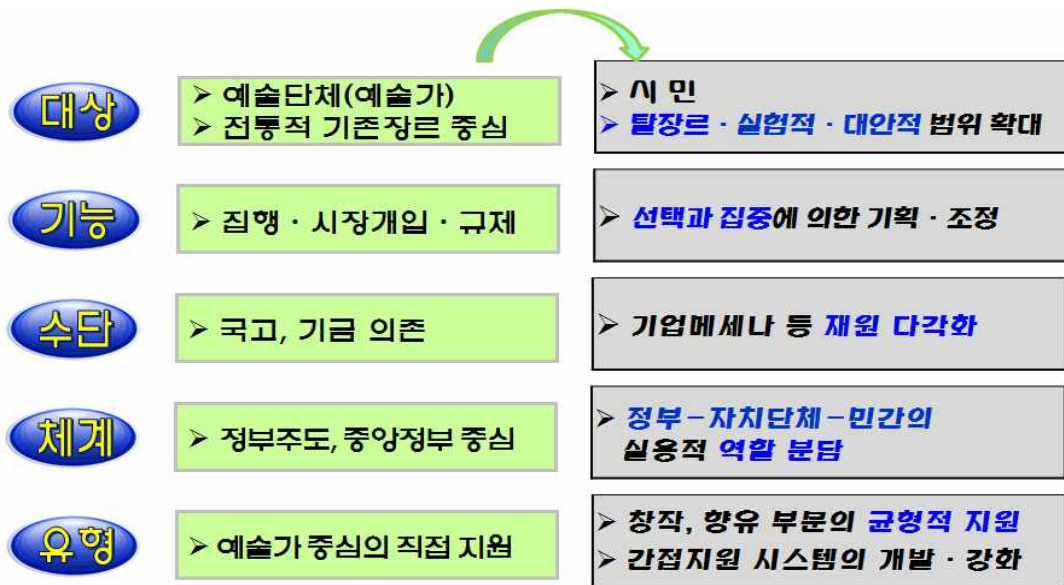 대상
➢ 예술단체(예술가)
➢ 전통적 기존장르 중심
➢ 시 민
➢ 탈장르 · 실험적 · 대안적 범위 확대
기능
➢ 집행 · 시장개입 · 규제
➢ 선택과 집중에 의한 기획 · 조정
수단
➢ 국고, 기금 의존
➢ 기업메세나 등 재원 다각화
체계
➢ 정부주도, 중앙정부 중심
➢ 정부-자치단체-민간의
실용적 역할 분담
유형
➢ 예술가 중심의 직접 지원
➢ 창작, 향유 부문의 균형적 지원
➢ 간접지원 시스템의 개발 · 강화